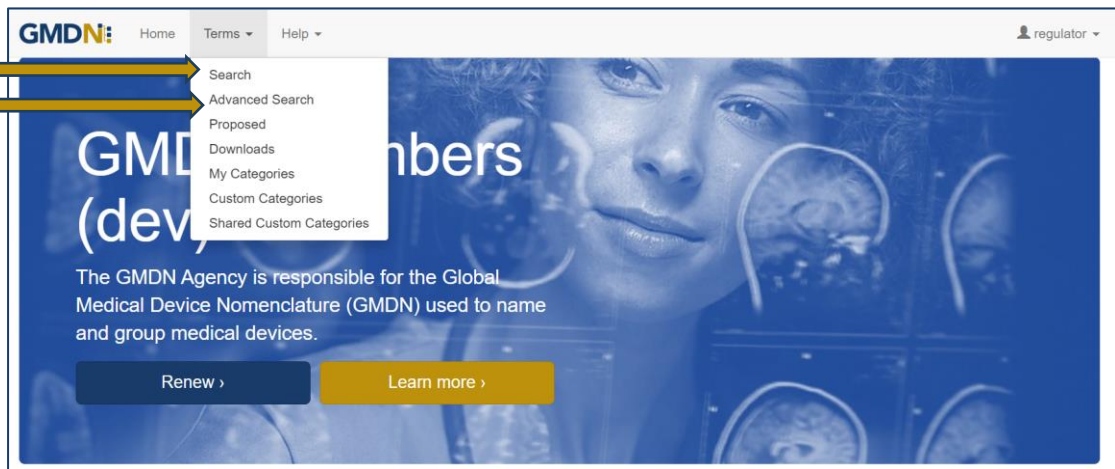 GMDN
Home Terms Help
regulator
Search
Advanced Search
Proposed
Downloads
My Categories
Custom Categories
Shared Custom Categories
(dev)
The GMDN Agency is responsible for the Global
Medical Device Nomenclature (GMDN) used to name
and group medical devices.
Renew ›
Learn more ›